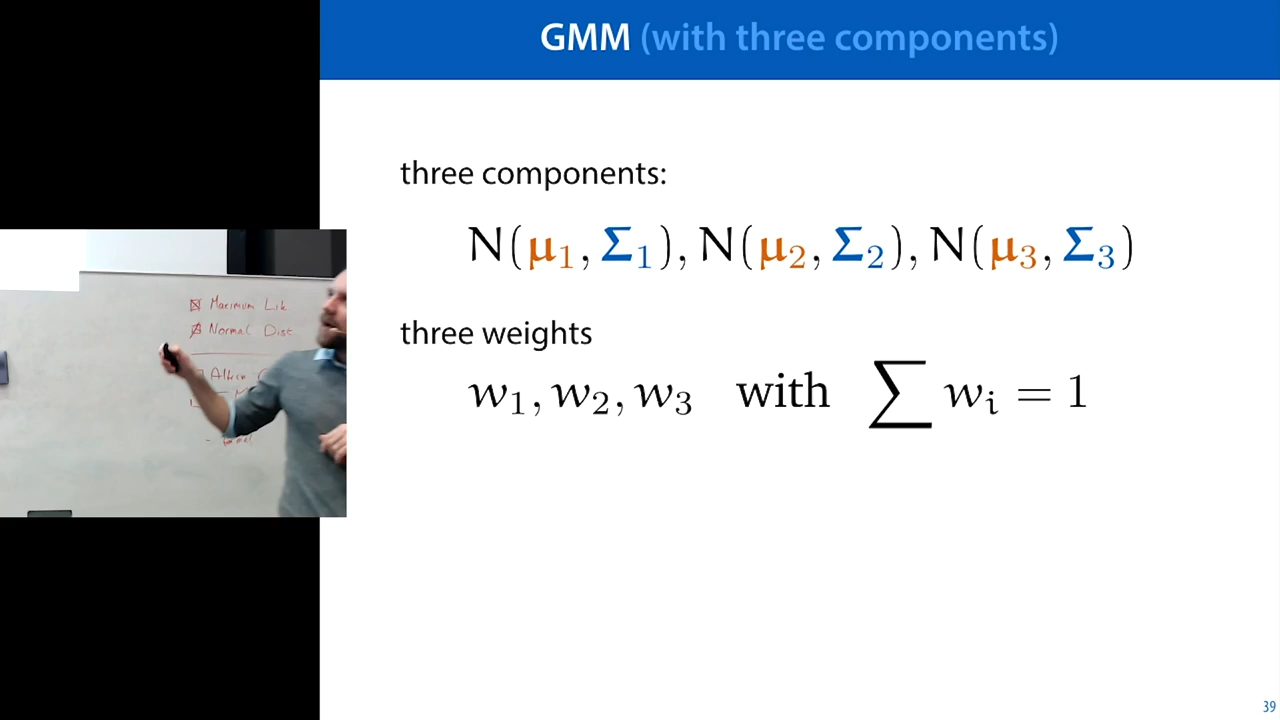 GMM (with three components)
three components:
N(μ₁, Σ₁), N(μ₂, Σ₂), N(μ₃, Σ₃)
three weights
w₁, w₂, w₃ with ∑ wᵢ = 1
Maximum Lik
Normal Dist
39